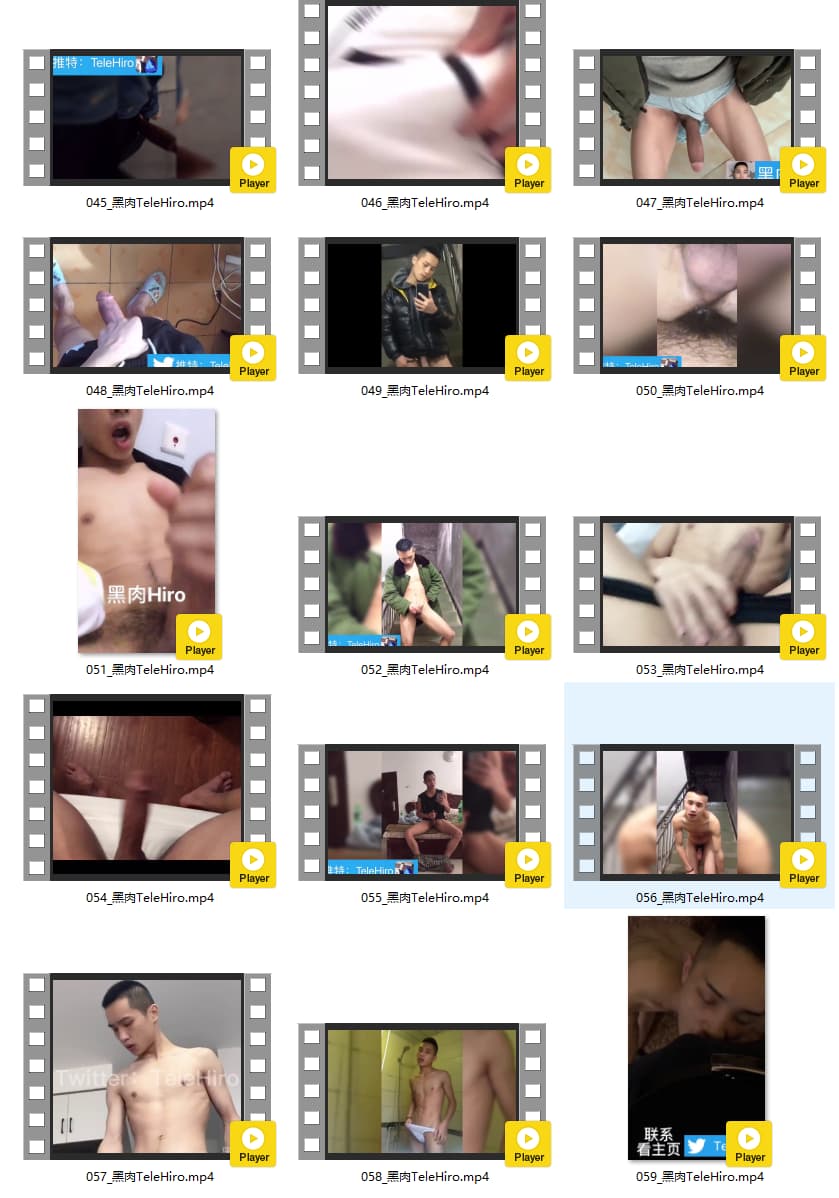 推特：TeleHiro
Player
Player
黑肉
Player
045_黑肉TeleHiro.mp4
046_黑肉TeleHiro.mp4
047_黑肉TeleHiro.mp4
推特：Tele
Player
Player
推特：TeleHiro
Player
048_黑肉TeleHiro.mp4
049_黑肉TeleHiro.mp4
050_黑肉TeleHiro.mp4
黑肉Hiro
Player
特：TeleHiro
Player
Player
051_黑肉TeleHiro.mp4
052_黑肉TeleHiro.mp4
053_黑肉TeleHiro.mp4
Player
推特：TeleHiro
Player
Player
054_黑肉TeleHiro.mp4
055_黑肉TeleHiro.mp4
056_黑肉TeleHiro.mp4
Twitter：TeleHiro
Player
Player
联系
看主页
Te
Player
057_黑肉TeleHiro.mp4
058_黑肉TeleHiro.mp4
059_黑肉TeleHiro.mp4